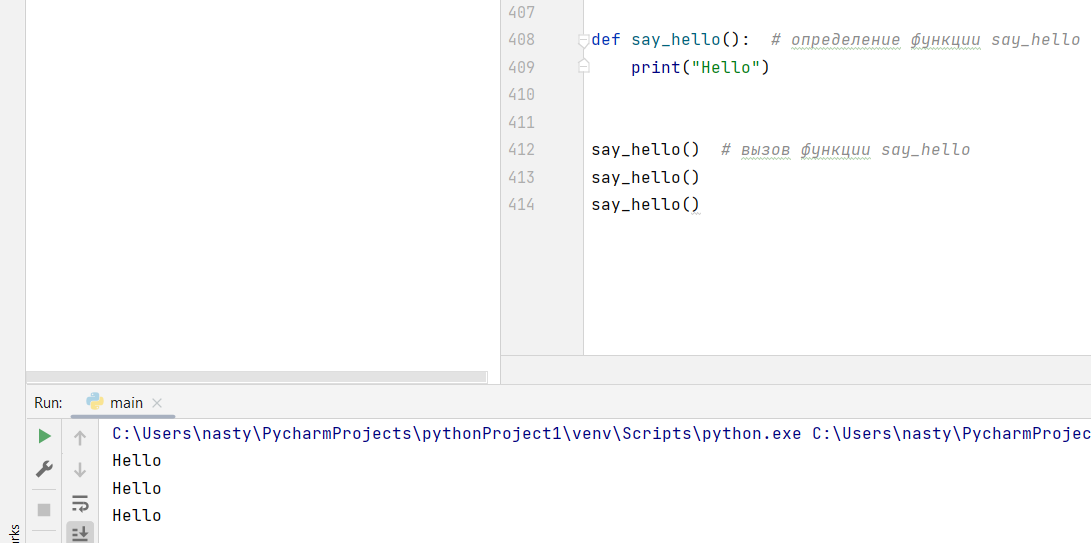 407
408 def say_hello():  # определение функции say_hello
409     print("Hello")
410
411
412 say_hello()  # вызов функции say_hello
413 say_hello()
414 say_hello()
Run: main
C:\Users\nasty\PycharmProjects\pythonProject1\venv\Scripts\python.exe C:\Users\nasty\PycharmProjec
Hello
Hello
Hello
rks